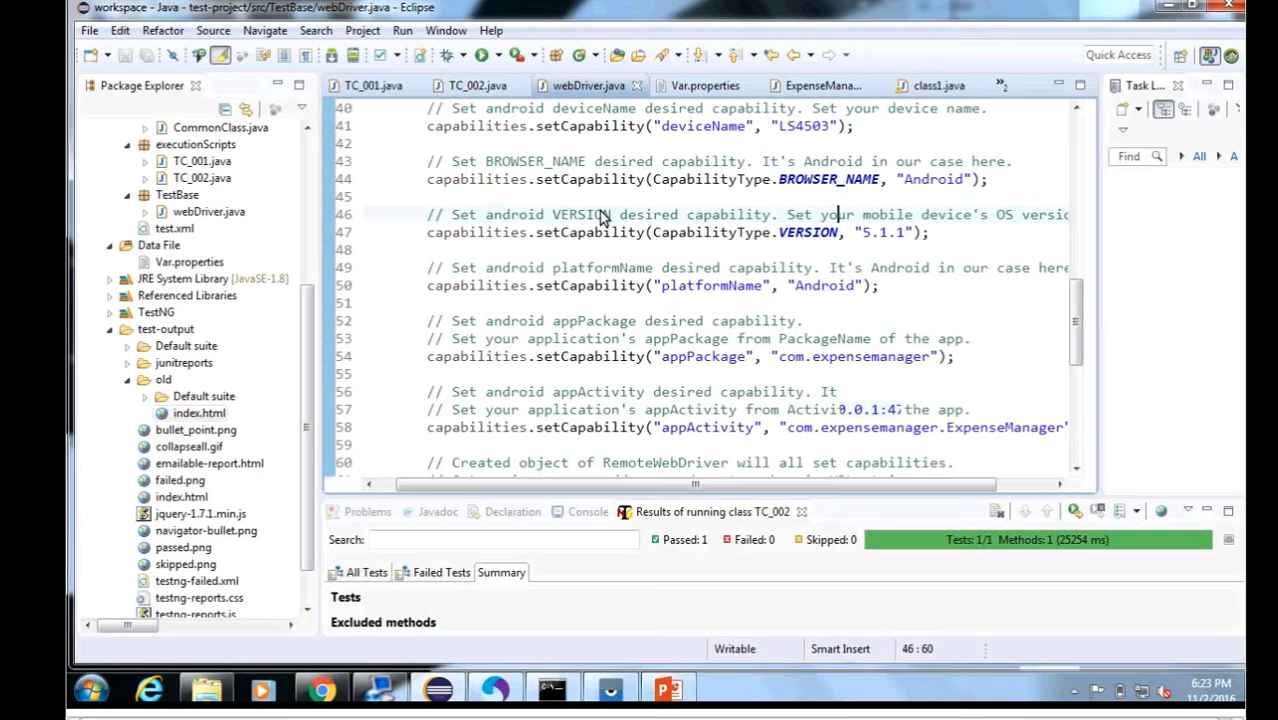 workspace - Java - test-project/src/TestBase/webDriver.java - Eclipse
File Edit Refactor Source Navigate Search Project Run Window Help
Quick Access
Package Explorer
TC_001.java TC_002.java webDriver.java Var.properties ExpenseMana... class1.java 2
Task L...
Find All A
CommonClass.java
executionScripts
TC_001.java
TC_002.java
TestBase
webDriver.java
test.xml
Data File
Var.properties
JRE System Library [JavaSE-1.8]
Referenced Libraries
TestNG
test-output
Default suite
junitreports
old
Default suite
index.html
bullet_point.png
collapseall.gif
emailable-report.html
failed.png
index.html
jquery-1.7.1.min.js
navigator-bullet.png
passed.png
skipped.png
testng-failed.xml
testng-reports.css
testng-reports.js
40 // Set android deviceName desired capability. Set your device name.
41 capabilities.setCapability("deviceName", "LS4503");
42
43 // Set BROWSER_NAME desired capability. It's Android in our case here.
44 capabilities.setCapability(CapabilityType.BROWSER_NAME, "Android");
45
46 // Set android VERSION desired capability. Set your mobile device's OS versio
47 capabilities.setCapability(CapabilityType.VERSION, "5.1.1");
48
49 // Set android platformName desired capability. It's Android in our case here
50 capabilities.setCapability("platformName", "Android");
51
52 // Set android appPackage desired capability.
53 // Set your application's appPackage from PackageName of the app.
54 capabilities.setCapability("appPackage", "com.expensemanager");
55
56 // Set android appActivity desired capability. It
57 // Set your application's appActivity from Activi0.0.1:47the app.
58 capabilities.setCapability("appActivity", "com.expensemanager.ExpenseManager"
59
60 // Created object of RemoteWebDriver will all set capabilities.
Problems Javadoc Declaration Console Results of running class TC_002
Search: Passed: 1 Failed: 0 Skipped: 0 Tests: 1/1 Methods: 1 (25254 ms)
All Tests Failed Tests Summary
Tests
Excluded methods
Writable Smart Insert 46 : 60
6:23 PM
11/2/2016